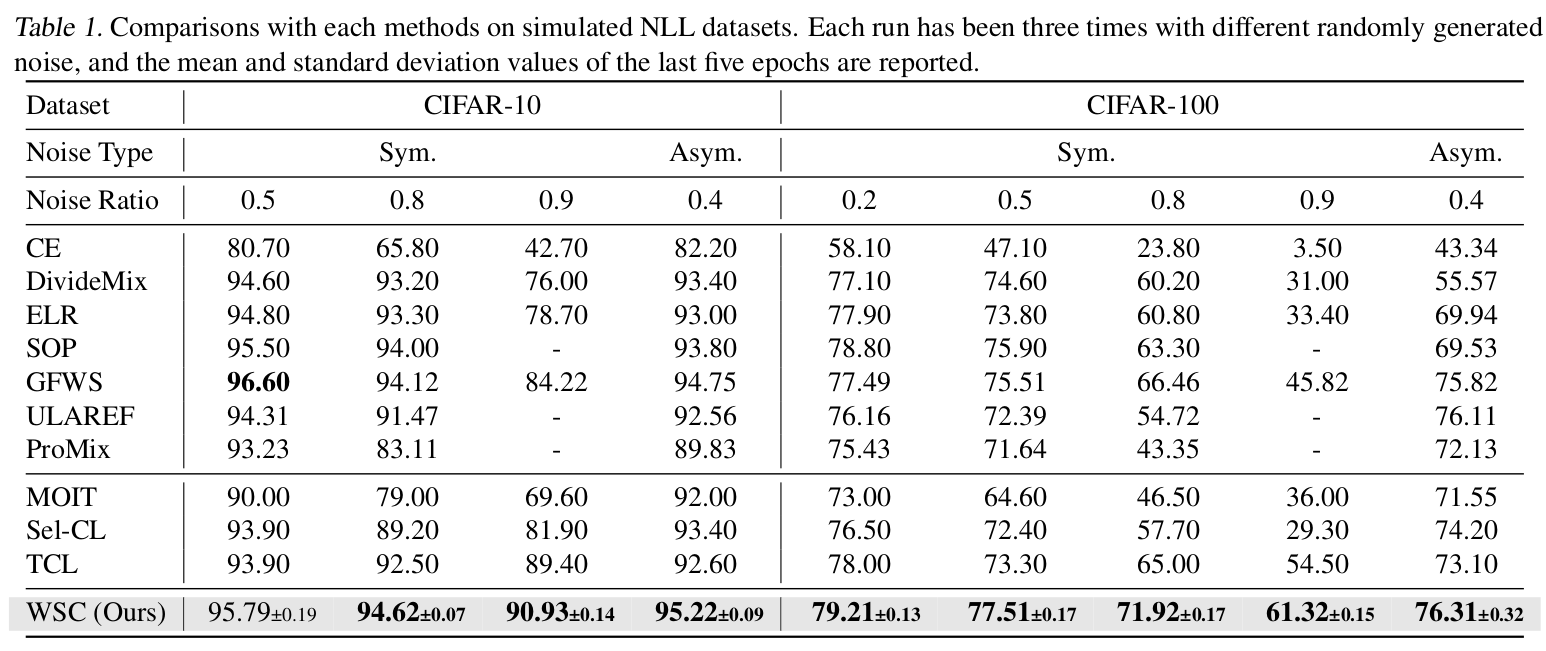 Table 1. Comparisons with each methods on simulated NLL datasets. Each run has been three times with different randomly generated
noise, and the mean and standard deviation values of the last five epochs are reported.
Dataset CIFAR-10 CIFAR-100
Noise Type Sym. Asym. Sym. Asym.
Noise Ratio 0.5 0.8 0.9 0.4 0.2 0.5 0.8 0.9 0.4
CE 80.70 65.80 42.70 82.20 58.10 47.10 23.80 3.50 43.34
DivideMix 94.60 93.20 76.00 93.40 77.10 74.60 60.20 31.00 55.57
ELR 94.80 93.30 78.70 93.00 77.90 73.80 60.80 33.40 69.94
SOP 95.50 94.00 - 93.80 78.80 75.90 63.30 - 69.53
GFWS 96.60 94.12 84.22 94.75 77.49 75.51 66.46 45.82 75.82
ULAREF 94.31 91.47 - 92.56 76.16 72.39 54.72 - 76.11
ProMix 93.23 83.11 - 89.83 75.43 71.64 43.35 - 72.13
MOIT 90.00 79.00 69.60 92.00 73.00 64.60 46.50 36.00 71.55
Sel-CL 93.90 89.20 81.90 93.40 76.50 72.40 57.70 29.30 74.20
TCL 93.90 92.50 89.40 92.60 78.00 73.30 65.00 54.50 73.10
WSC (Ours) 95.79±0.19 94.62±0.07 90.93±0.14 95.22±0.09 79.21±0.13 77.51±0.17 71.92±0.17 61.32±0.15 76.31±0.32